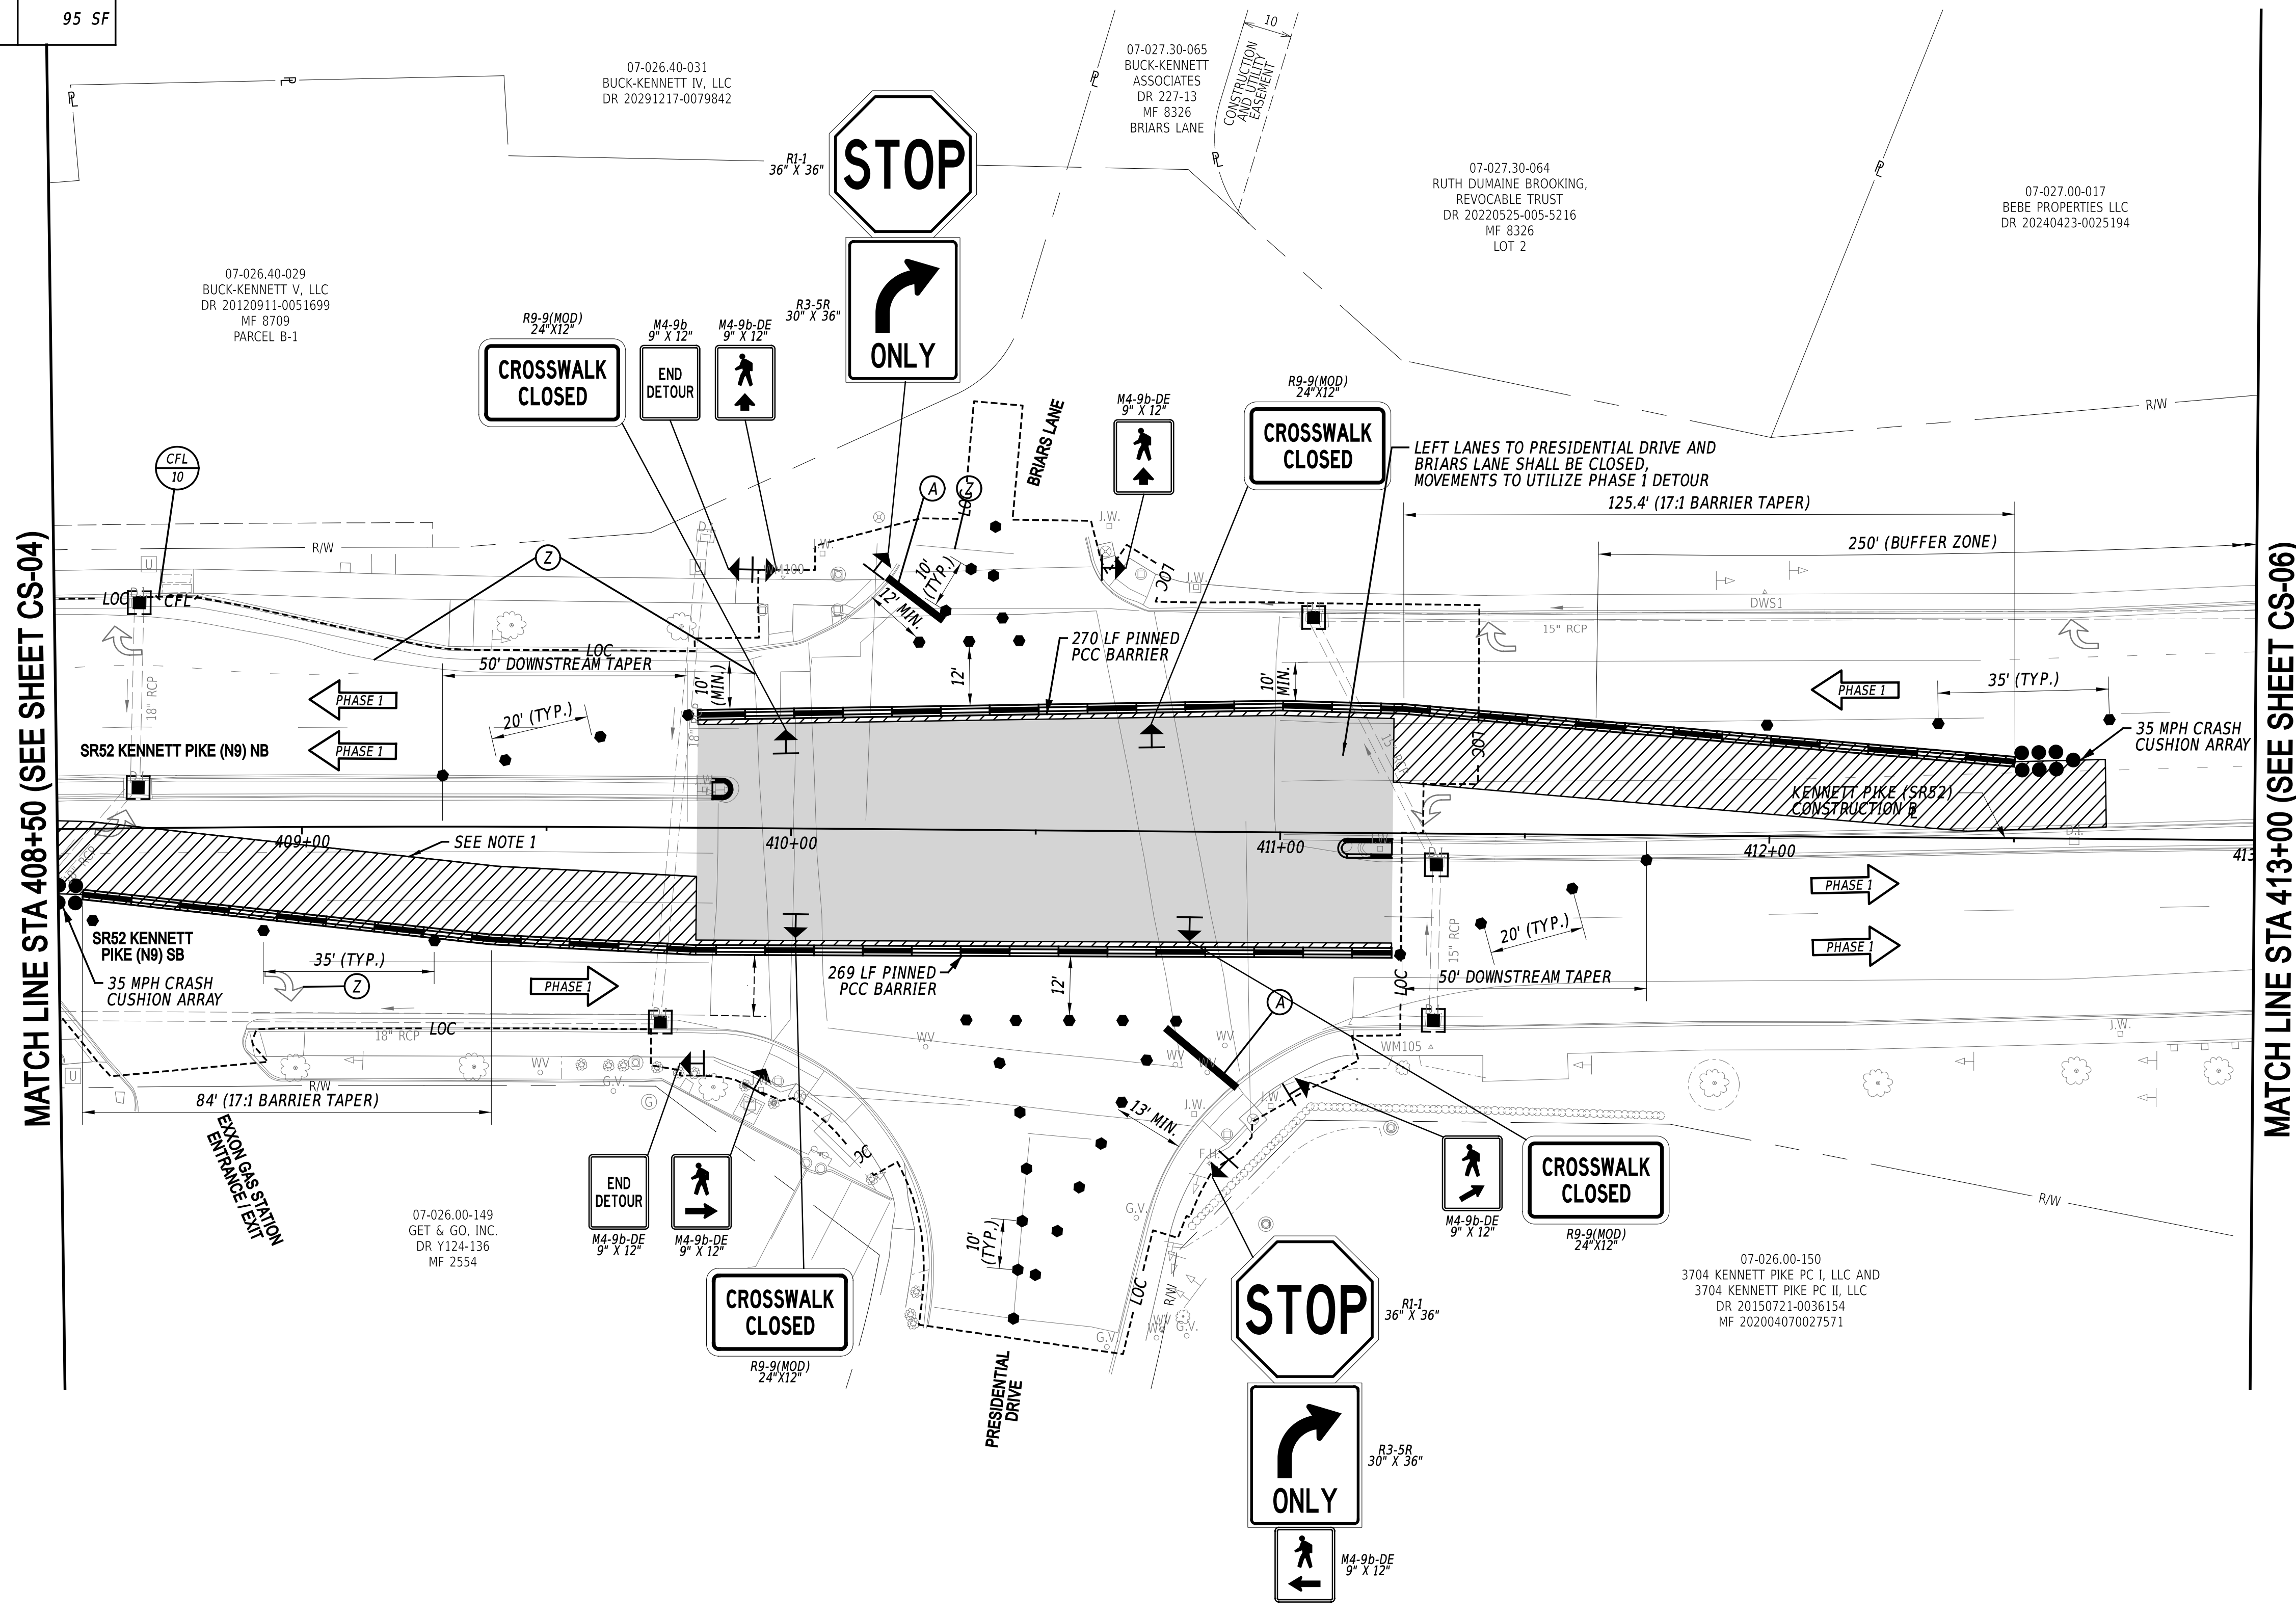 95 SF
MATCH LINE STA 408+50 (SEE SHEET CS-04)
MATCH LINE STA 413+00 (SEE SHEET CS-06)
07-026.40-031
BUCK-KENNETT IV, LLC
DR 20291217-0079842
07-027.30-065
BUCK-KENNETT
ASSOCIATES
DR 227-13
MF 8326
BRIARS LANE
10
CONSTRUCTION
AND UTILITY
EASEMENT
07-027.30-064
RUTH DUMAINE BROOKING,
REVOCABLE TRUST
DR 20220525-005-5216
MF 8326
LOT 2
07-027.00-017
BEBE PROPERTIES LLC
DR 20240423-0025194
07-026.40-029
BUCK-KENNETT V, LLC
DR 20120911-0051699
MF 8709
PARCEL B-1
R1-1
36" X 36"
STOP
R3-5R
30" X 36"
ONLY
R9-9(MOD)
24"X12"
CROSSWALK
CLOSED
M4-9b
9" X 12"
END
DETOUR
M4-9b-DE
9" X 12"
M4-9b-DE
9" X 12"
R9-9(MOD)
24"X12"
CROSSWALK
CLOSED
BRIARS LANE
LEFT LANES TO PRESIDENTIAL DRIVE AND
BRIARS LANE SHALL BE CLOSED,
MOVEMENTS TO UTILIZE PHASE 1 DETOUR
125.4' (17:1 BARRIER TAPER)
250' (BUFFER ZONE)
R/W
R/W
CFL
10
A
Z
Z
LOC
J.W.
J.W.
J.W.
LOC
U
U
LOC
CFL
10'
(TYP.)
12' MIN.
DWS1
15" RCP
LOC
50' DOWNSTREAM TAPER
10'
(MIN.)
12'
270 LF PINNED
PCC BARRIER
10'
MIN.
PHASE 1
PHASE 1
PHASE 1
35' (TYP.)
20' (TYP.)
18" RCP
SR52 KENNETT PIKE (N9) NB
35 MPH CRASH
CUSHION ARRAY
LOC
KENNETT PIKE (SR52)
CONSTRUCTION BL
D.I.
409+00
410+00
411+00
412+00
413
SEE NOTE 1
SR52 KENNETT
PIKE (N9) SB
35 MPH CRASH
CUSHION ARRAY
35' (TYP.)
Z
PHASE 1
269 LF PINNED
PCC BARRIER
12'
20' (TYP.)
50' DOWNSTREAM TAPER
15" RCP
LOC
PHASE 1
PHASE 1
A
18" RCP
LOC
WV
WV
WV
G.V.
G
U
R/W
84' (17:1 BARRIER TAPER)
EXXON GAS STATION
ENTRANCE / EXIT
WM105
J.W.
J.W.
J.W.
F.H.
13' MIN.
G.V.
10'
(TYP.)
LOC
R/W
R/W
G.V.
G.V.
WV
END
DETOUR
M4-9b-DE
9" X 12"
M4-9b-DE
9" X 12"
CROSSWALK
CLOSED
R9-9(MOD)
24"X12"
07-026.00-149
GET & GO, INC.
DR Y124-136
MF 2554
PRESIDENTIAL
DRIVE
M4-9b-DE
9" X 12"
CROSSWALK
CLOSED
R9-9(MOD)
24"X12"
07-026.00-150
3704 KENNETT PIKE PC I, LLC AND
3704 KENNETT PIKE PC II, LLC
DR 20150721-0036154
MF 202004070027571
STOP
R1-1
36" X 36"
ONLY
R3-5R
30" X 36"
M4-9b-DE
9" X 12"